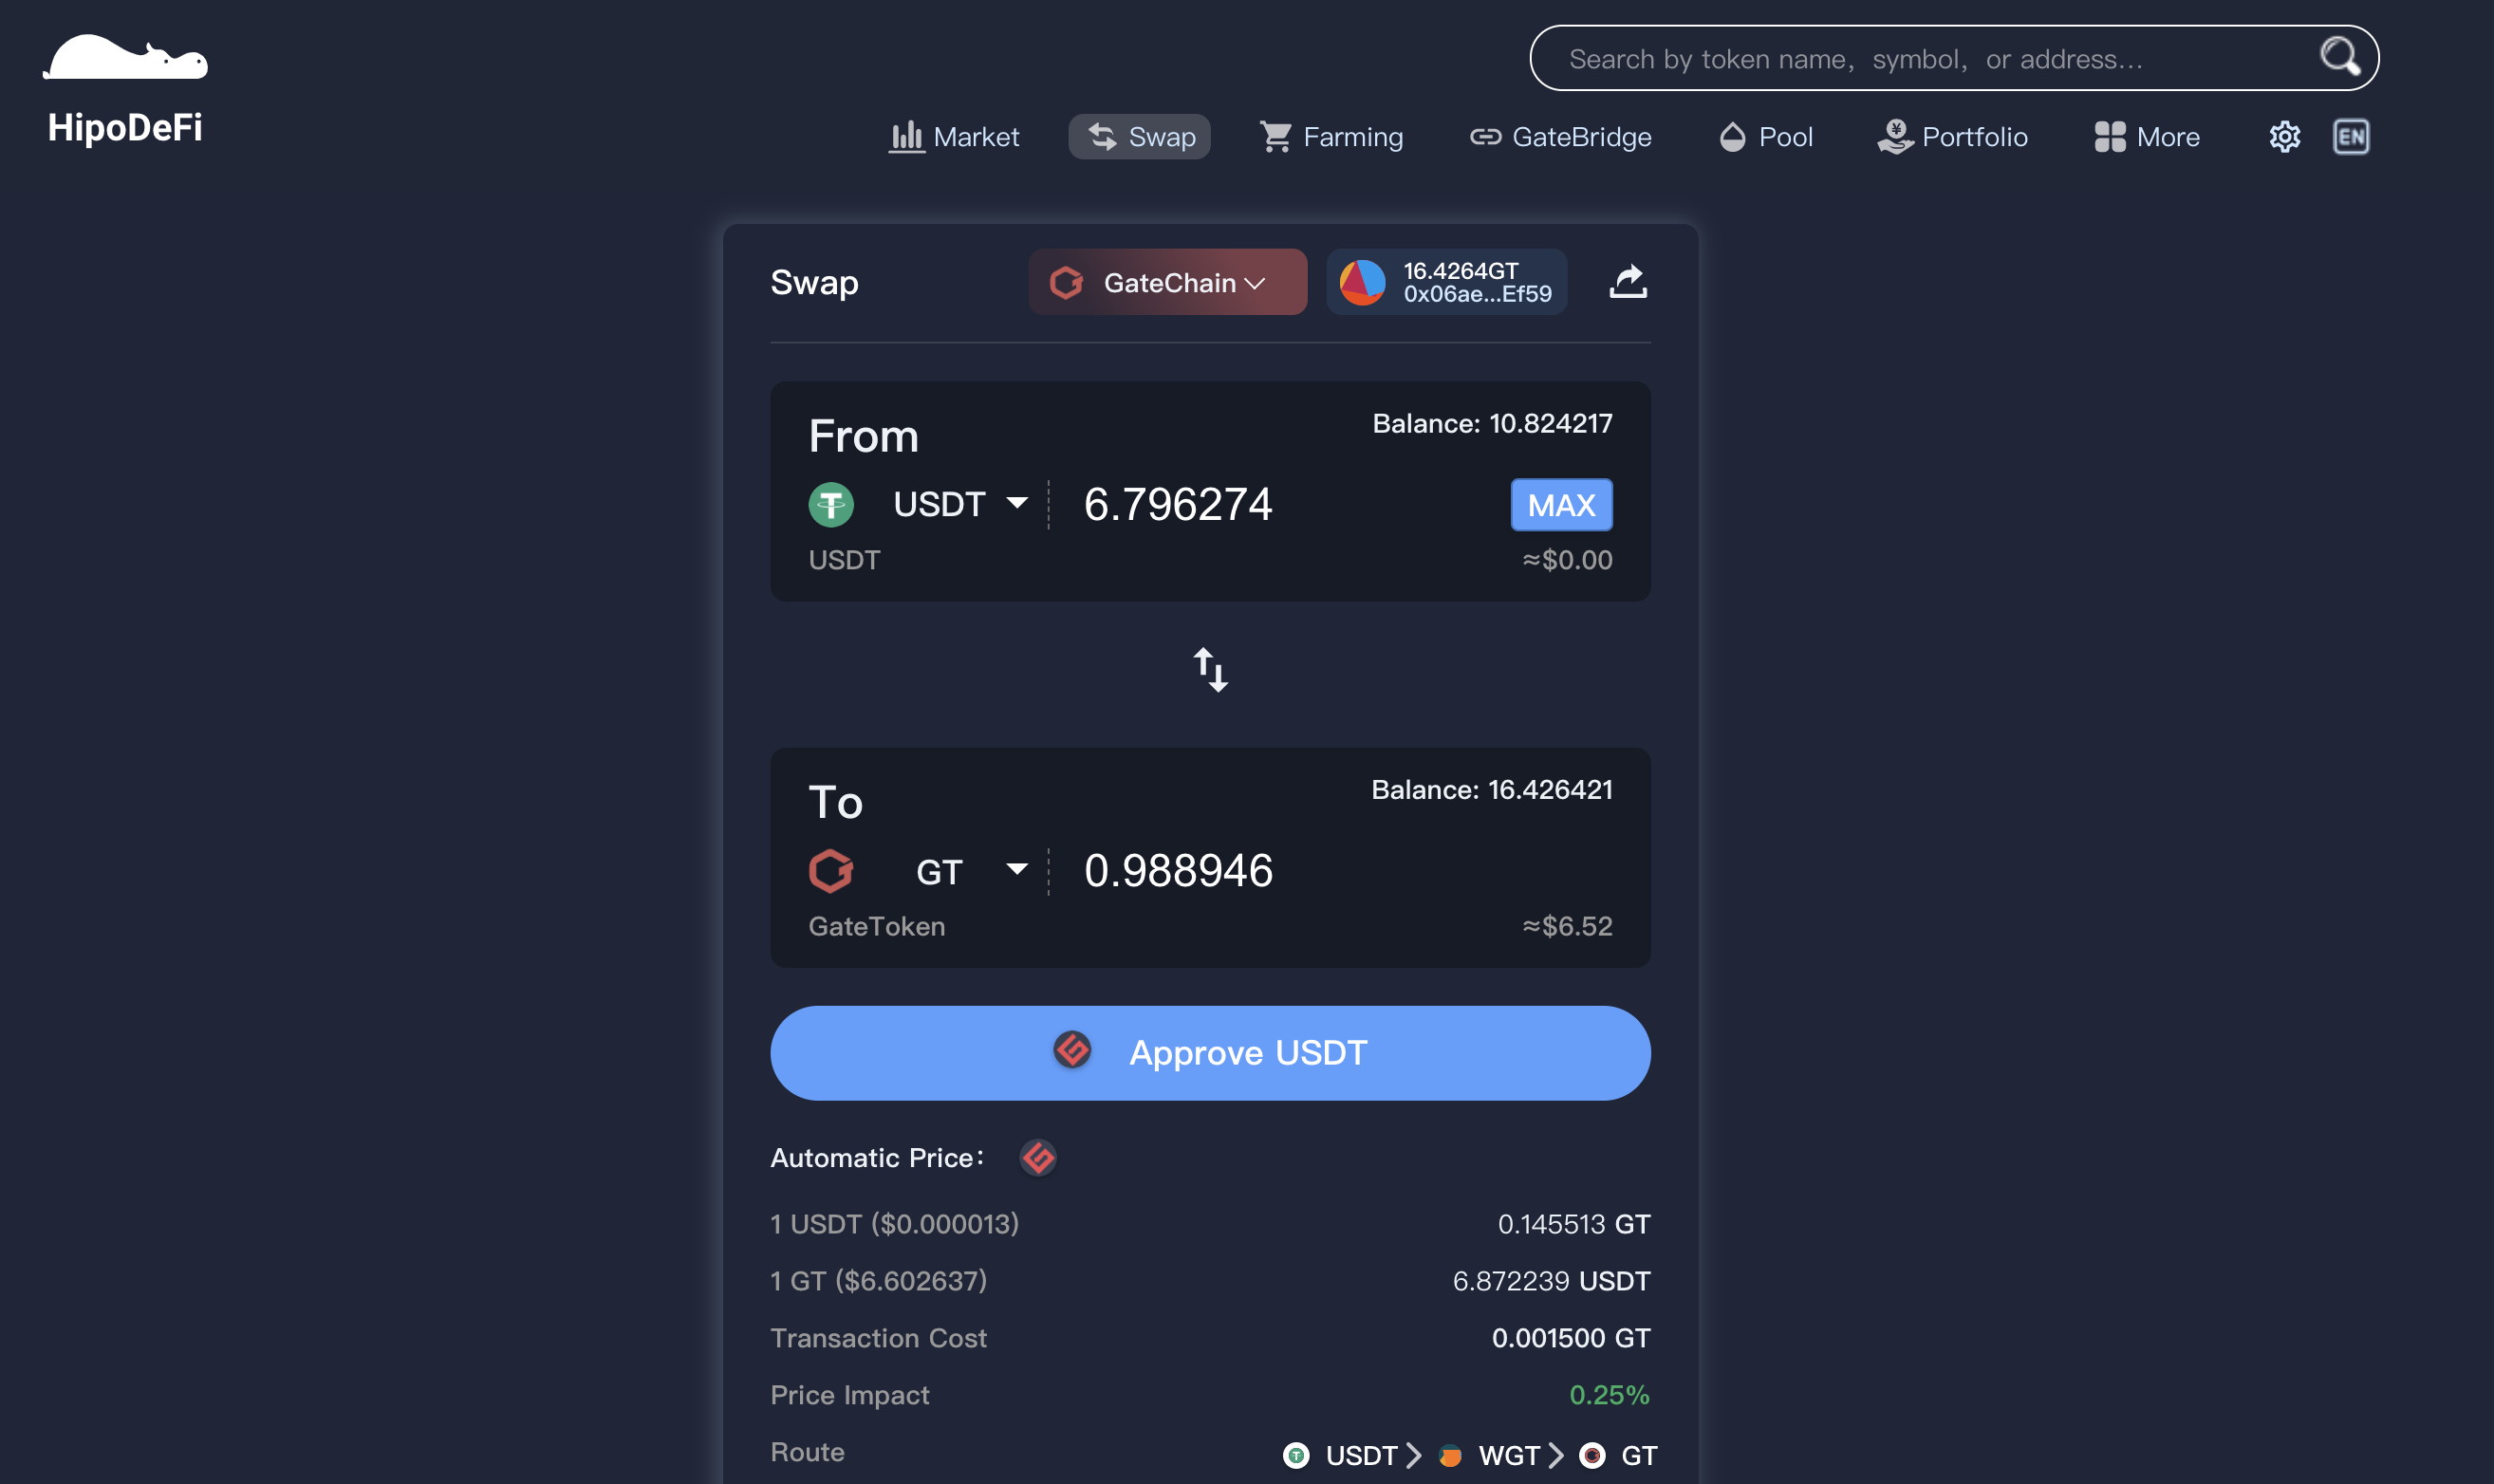 HipoDeFi
Search by token name, symbol, or address...
Market Swap Farming GateBridge Pool Portfolio More EN
Swap GateChain 16.4264GT
0x06ae...Ef59
From Balance: 10.824217
USDT 6.796274 MAX
USDT ≈$0.00
To Balance: 16.426421
GT 0.988946
GateToken ≈$6.52
Approve USDT
Automatic Price:
1 USDT ($0.000013) 0.145513 GT
1 GT ($6.602637) 6.872239 USDT
Transaction Cost 0.001500 GT
Price Impact 0.25%
Route USDT WGT GT